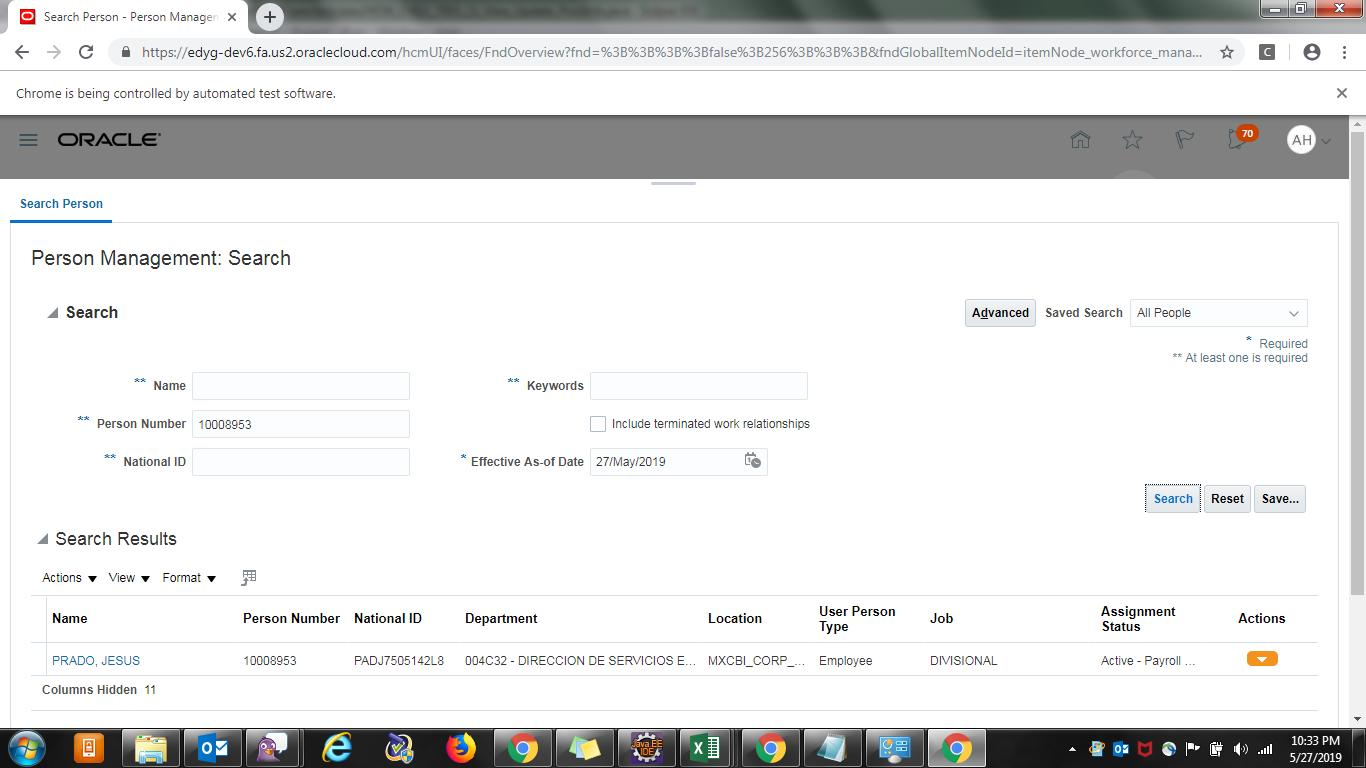 Search Person - Person Managem
https://edyg-dev6.fa.us2.oraclecloud.com/hcmUI/faces/FndOverview?fnd=%3B%3B%3B%3Bfalse%3B256%3B%3B%3B&fndGlobalItemNodeId=itemNode_workforce_mana...
C
Chrome is being controlled by automated test software.
ORACLE
70
AH
Search Person
Person Management: Search
Search
Advanced
Saved Search
All People
* Required
** At least one is required
** Name
** Keywords
** Person Number
10008953
Include terminated work relationships
** National ID
* Effective As-of Date
27/May/2019
Search
Reset
Save...
Search Results
Actions
View
Format
Name Person Number National ID Department Location User Person Type Job Assignment Status Actions
PRADO, JESUS 10008953 PADJ7505142L8 004C32 - DIRECCION DE SERVICIOS E... MXCBI_CORP_... Employee DIVISIONAL Active - Payroll ...
Columns Hidden 11
Java EE
IDE
10:33 PM
5/27/2019